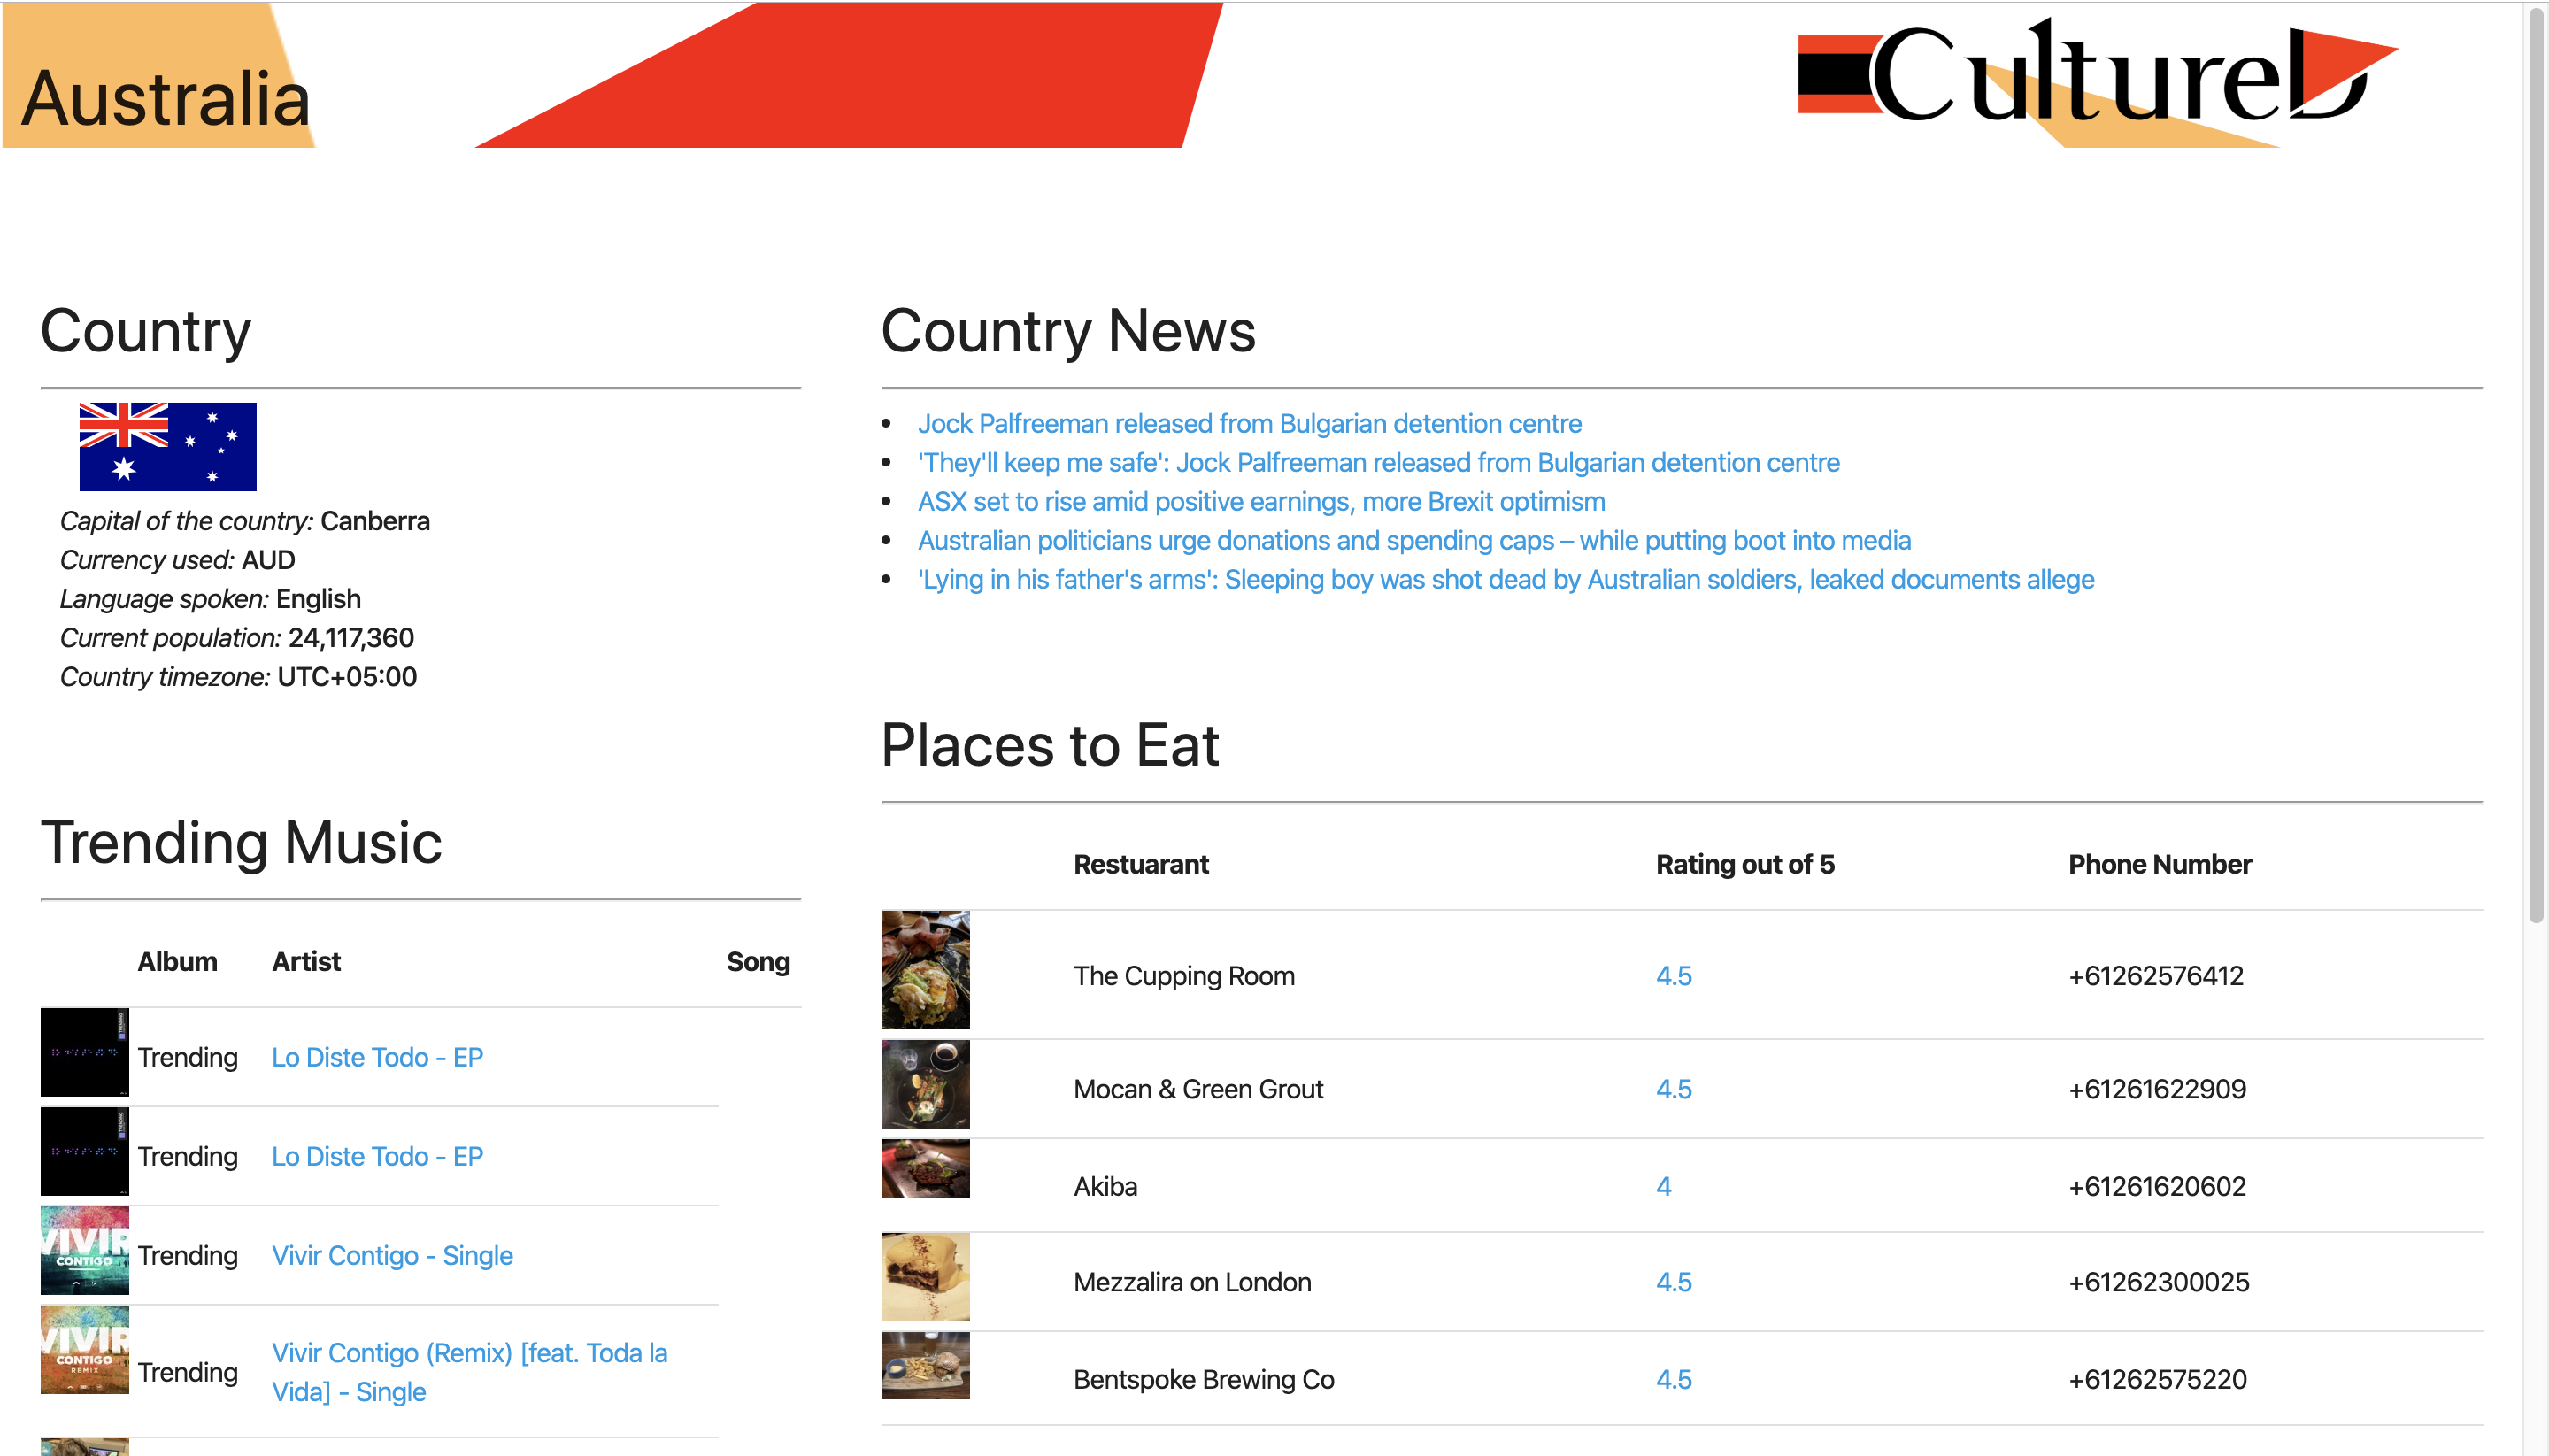 Australia
CultureD
Country
Capital of the country: Canberra
Currency used: AUD
Language spoken: English
Current population: 24,117,360
Country timezone: UTC+05:00
Trending Music
Album Artist Song
Trending Lo Diste Todo - EP
Trending Lo Diste Todo - EP
VIVIR
CONTIGO
Trending Vivir Contigo - Single
VIVIR
CONTIGO
REMIX
Trending Vivir Contigo (Remix) [feat. Toda la
Vida] - Single
Country News
Jock Palfreeman released from Bulgarian detention centre
'They'll keep me safe': Jock Palfreeman released from Bulgarian detention centre
ASX set to rise amid positive earnings, more Brexit optimism
Australian politicians urge donations and spending caps – while putting boot into media
'Lying in his father's arms': Sleeping boy was shot dead by Australian soldiers, leaked documents allege
Places to Eat
Restuarant Rating out of 5 Phone Number
The Cupping Room 4.5 +61262576412
Mocan & Green Grout 4.5 +61261622909
Akiba 4 +61261620602
Mezzalira on London 4.5 +61262300025
Bentspoke Brewing Co 4.5 +61262575220